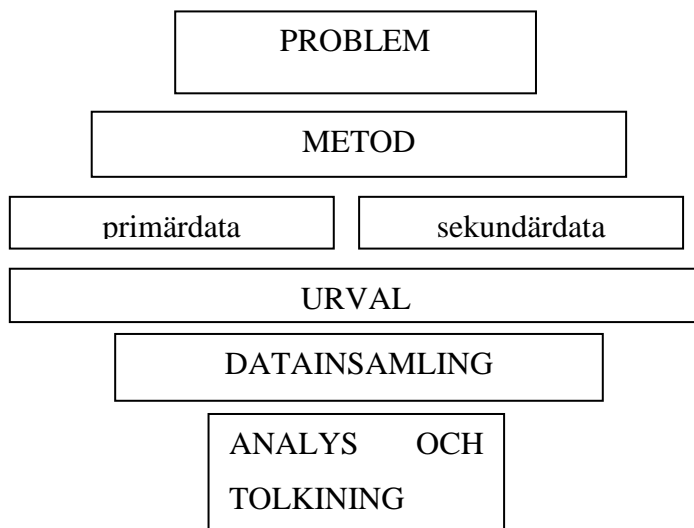 PROBLEM
METOD
primärdata sekundärdata
URVAL
DATAINSAMLING
ANALYS OCH
TOLKINING